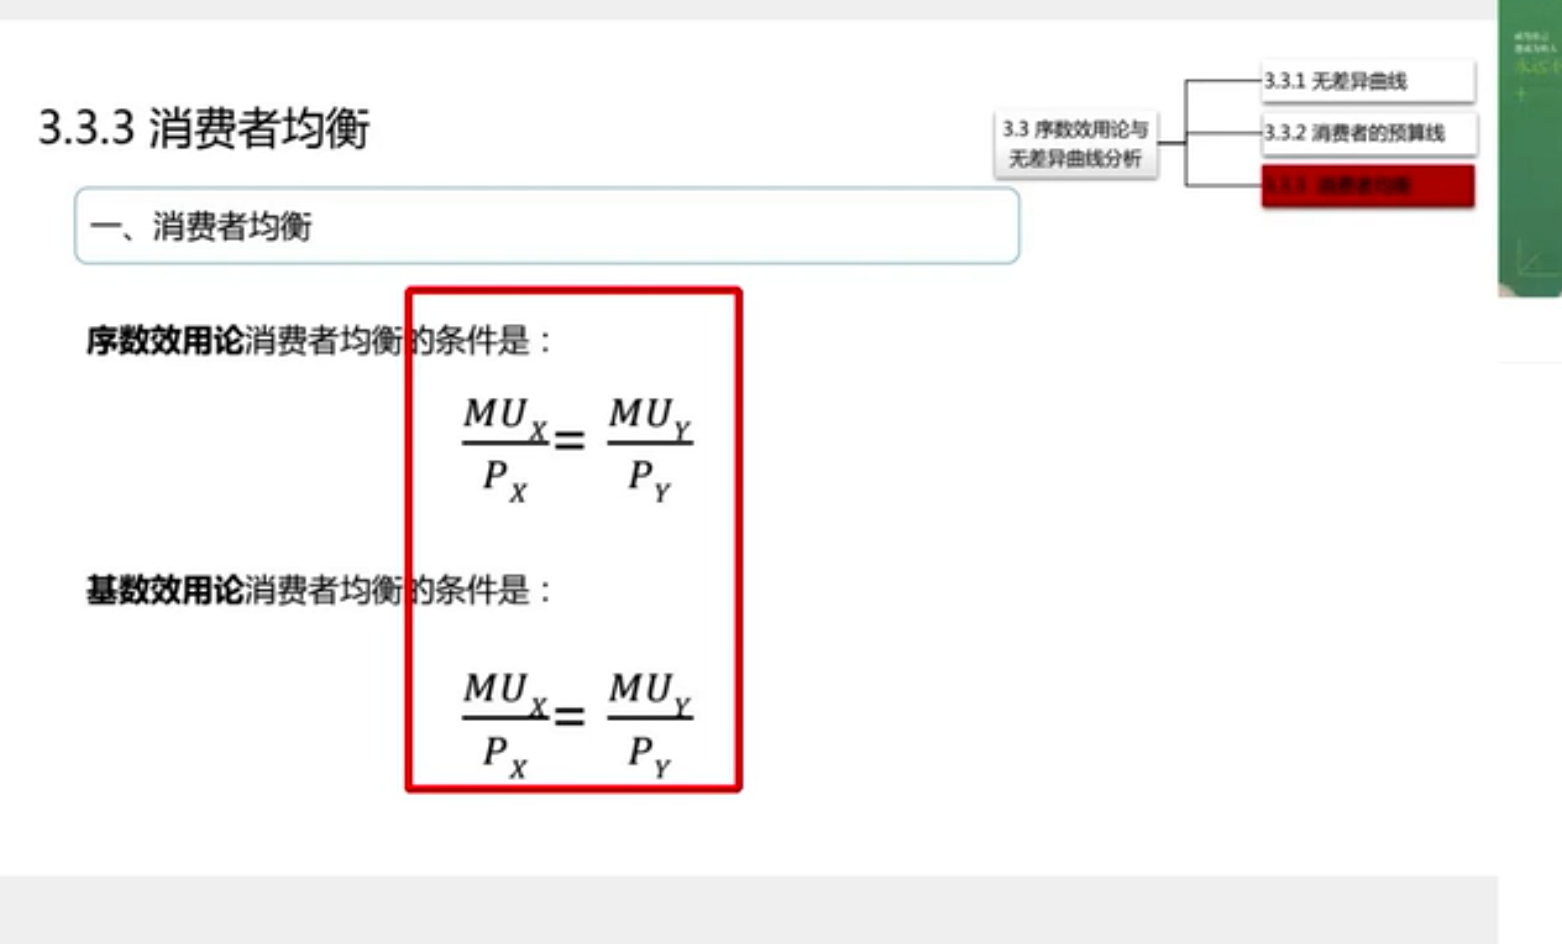 3.3.3 消费者均衡
3.3 序数效用论与
无差异曲线分析
3.3.1 无差异曲线
3.3.2 消费者的预算线
3.3.3 消费者均衡
一、消费者均衡
序数效用论消费者均衡的条件是：
MU_X/P_X = MU_Y/P_Y
基数效用论消费者均衡的条件是：
MU_X/P_X = MU_Y/P_Y